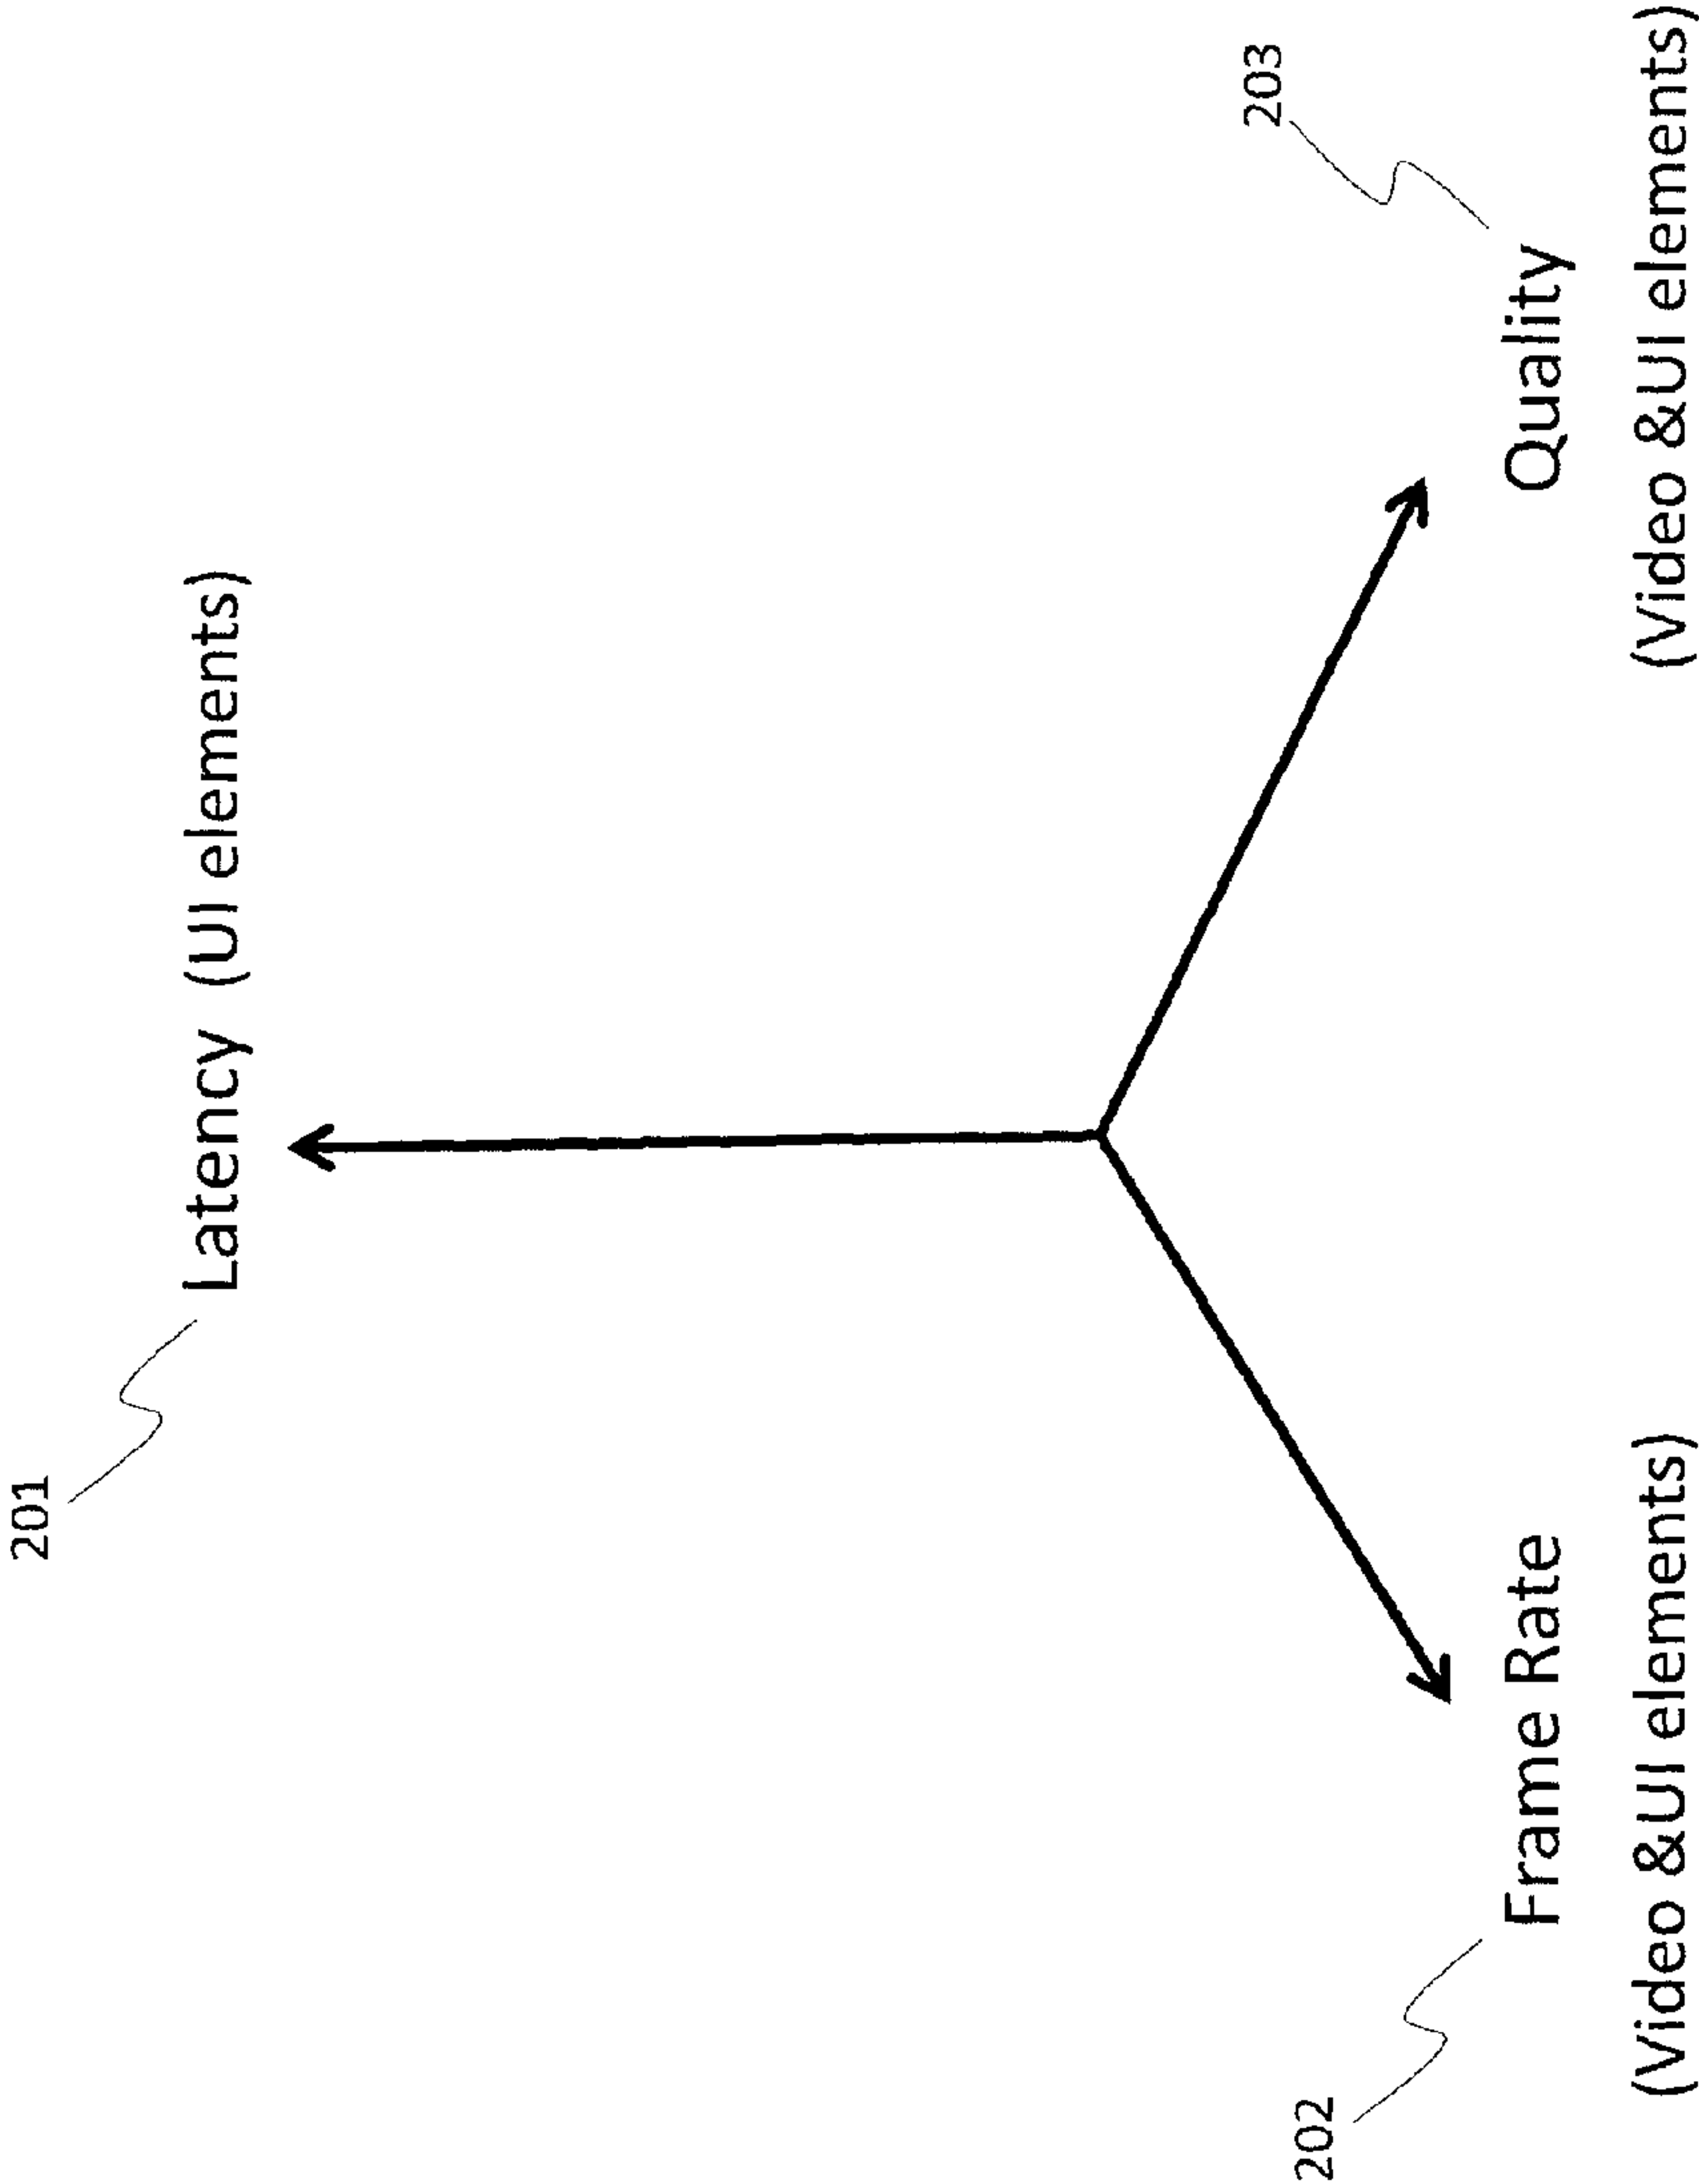 201
Latency (UI elements)
203
202
Frame Rate
Quality
(Video &UI elements)
(Video &UI elements)